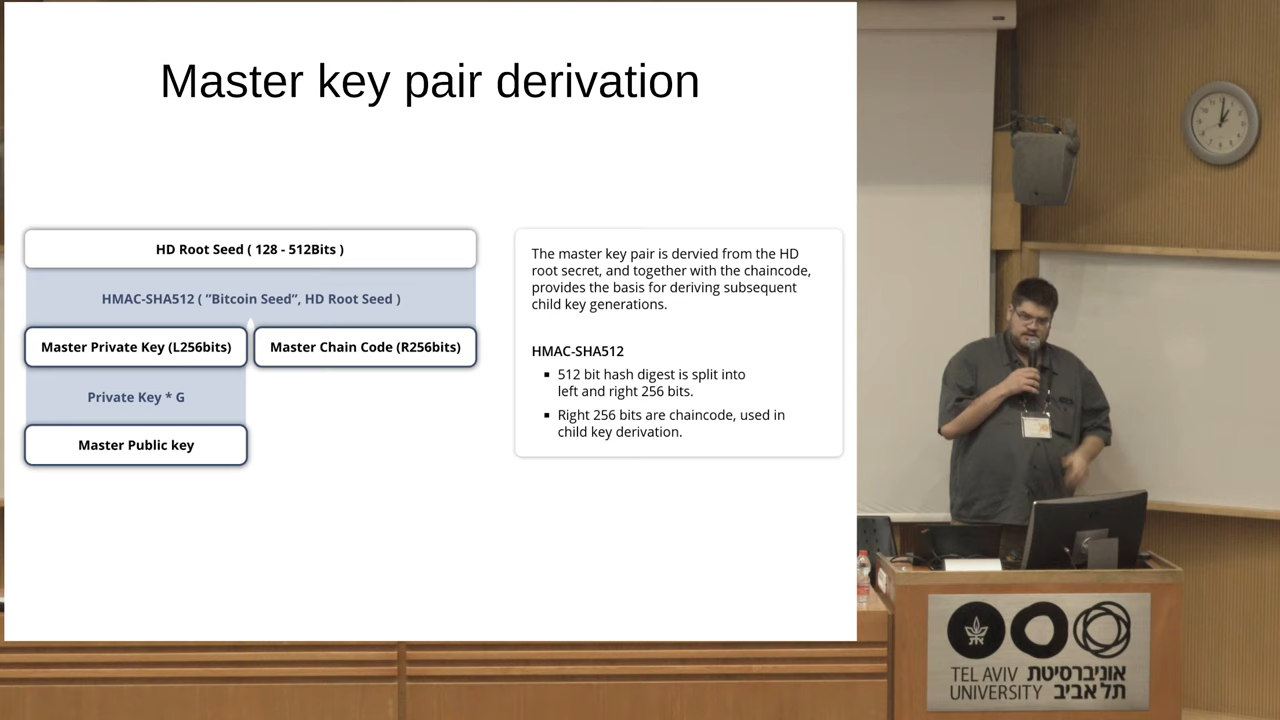 Master key pair derivation
HD Root Seed ( 128 - 512Bits )
HMAC-SHA512 ( ”Bitcoin Seed”, HD Root Seed )
Master Private Key (L256bits)
Master Chain Code (R256bits)
Private Key * G
Master Public key
The master key pair is dervied from the HD
root secret, and together with the chaincode,
provides the basis for deriving subsequent
child key generations.
HMAC-SHA512
▪ 512 bit hash digest is split into
left and right 256 bits.
▪ Right 256 bits are chaincode, used in
child key derivation.
TEL AVIV אוניברסיטת
UNIVERSITY תל אביב